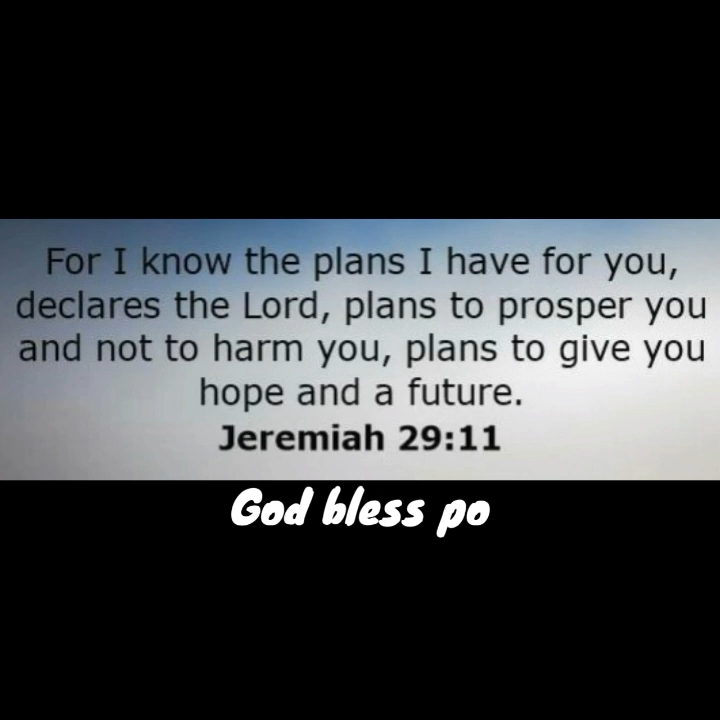 For I know the plans I have for you,
declares the Lord, plans to prosper you
and not to harm you, plans to give you
hope and a future.
Jeremiah 29:11
God bless po